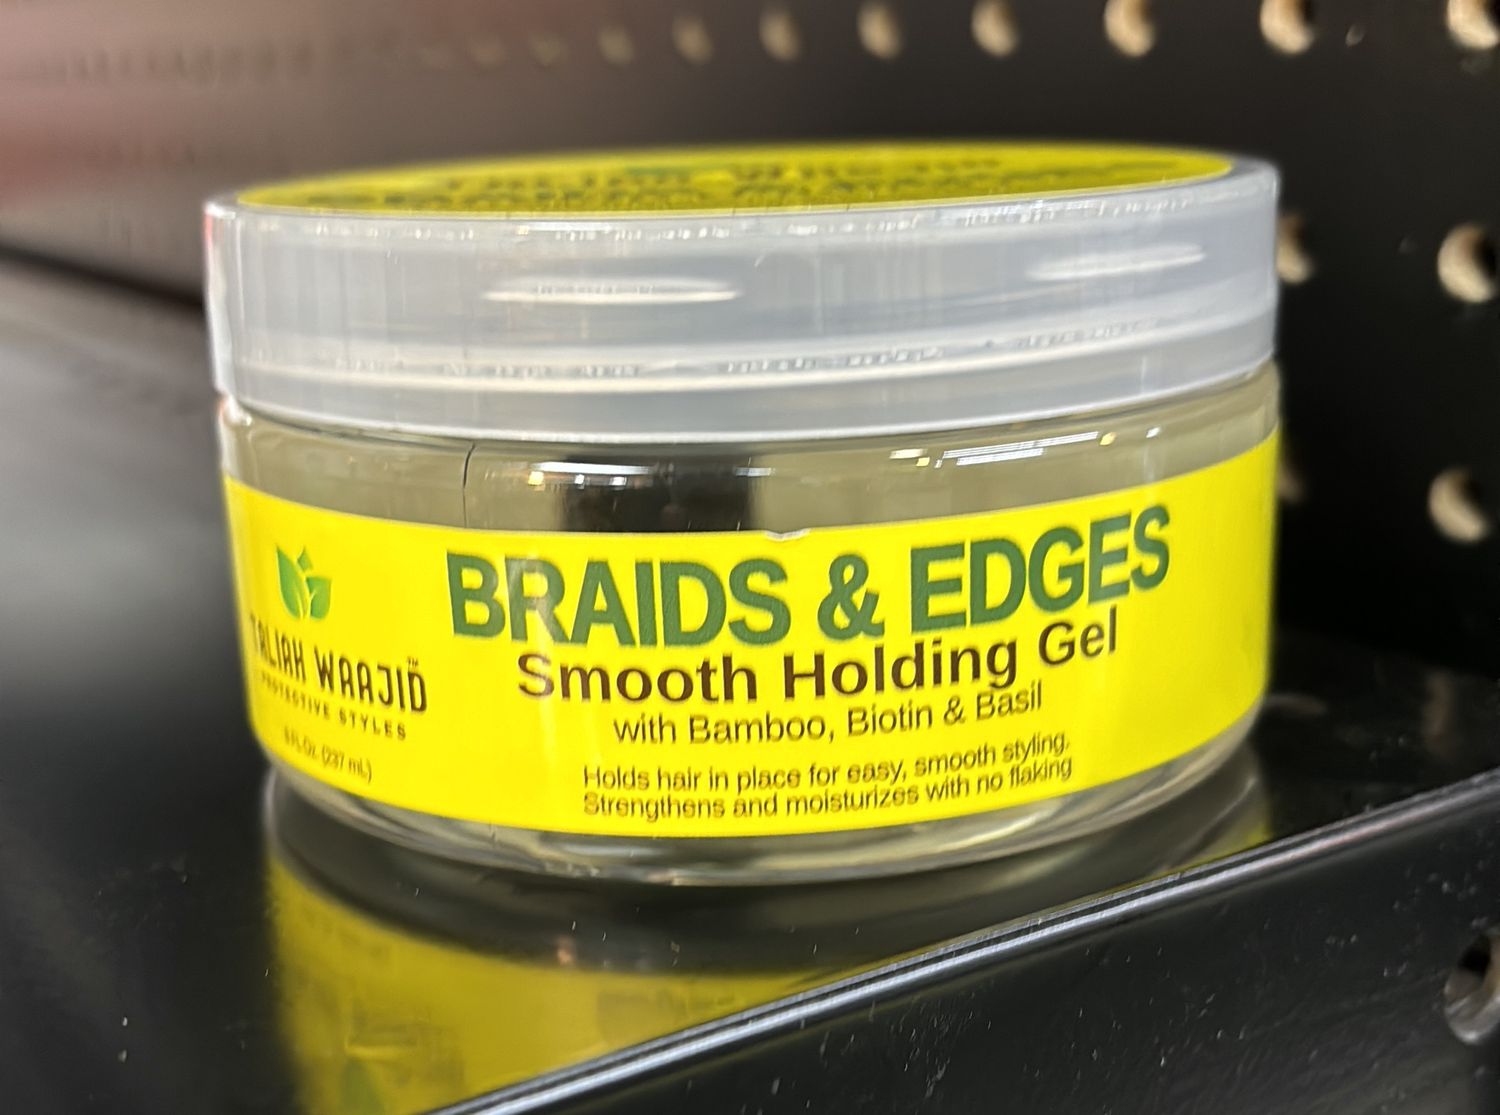 TALIAH WAAJID™
PROTECTIVE STYLES
8 Fl. Oz. (237 mL)
BRAIDS & EDGES
Smooth Holding Gel
with Bamboo, Biotin & Basil
Holds hair in place for easy, smooth styling.
Strengthens and moisturizes with no flaking